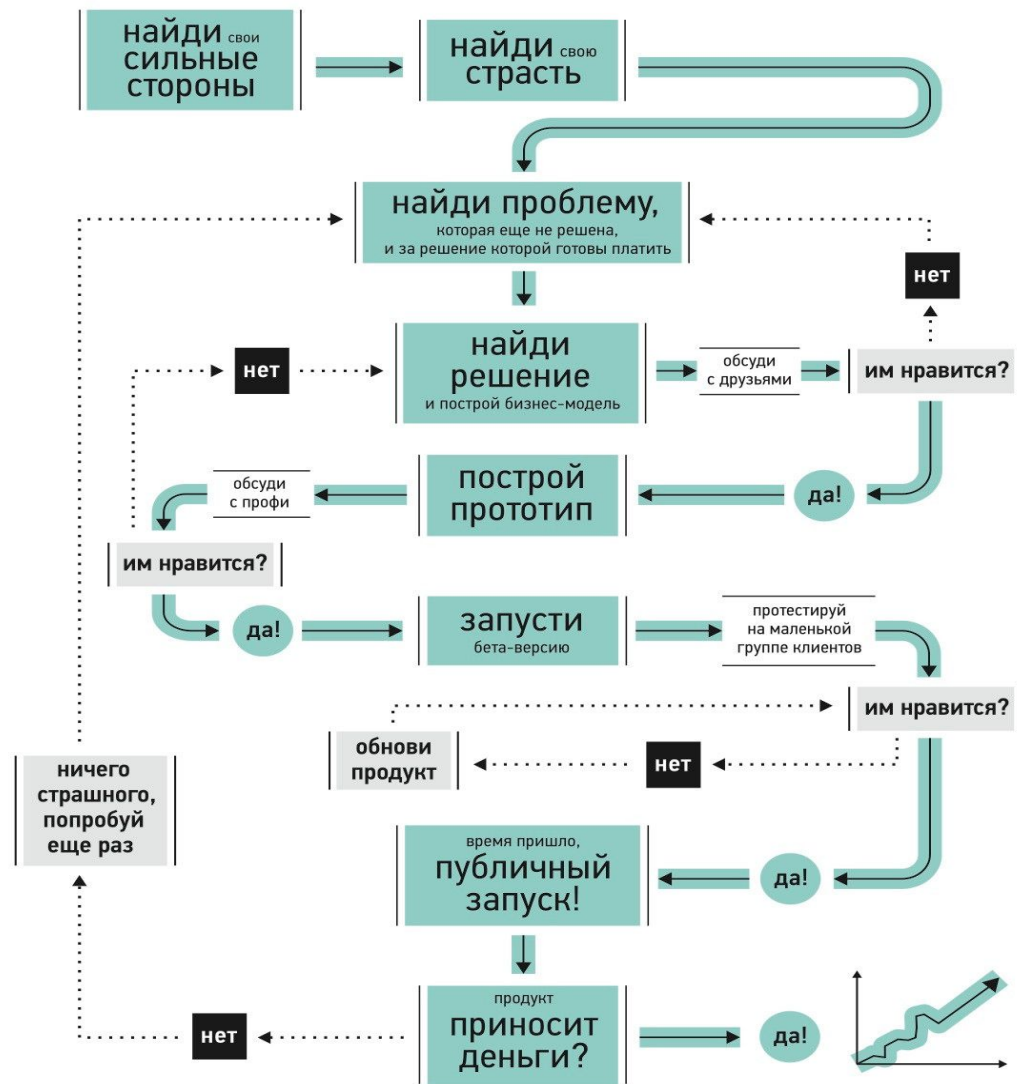 найди свои
сильные
стороны
найди свою
страсть
найди проблему,
которая еще не решена,
и за решение которой готовы платить
нет
найди
решение
и построй бизнес-модель
обсуди
с друзьями
им нравится?
нет
построй
прототип
да!
обсуди
с профи
им нравится?
да!
запусти
бета-версию
протестируй
на маленькой
группе клиентов
им нравится?
обнови
продукт
нет
ничего
страшного,
попробуй
еще раз
время пришло,
публичный
запуск!
да!
продукт
приносит
деньги?
нет
да!